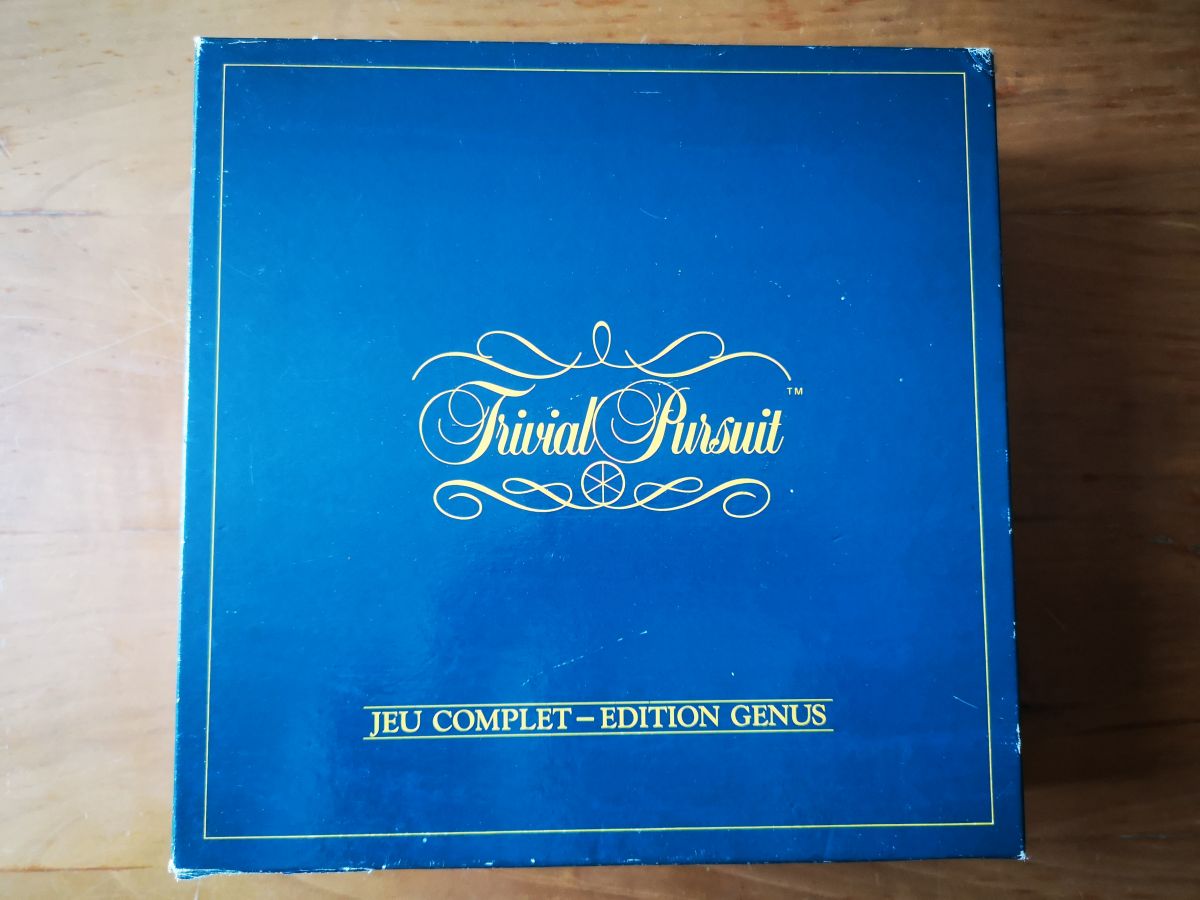 Trivial Pursuit™
JEU COMPLET – EDITION GENUS